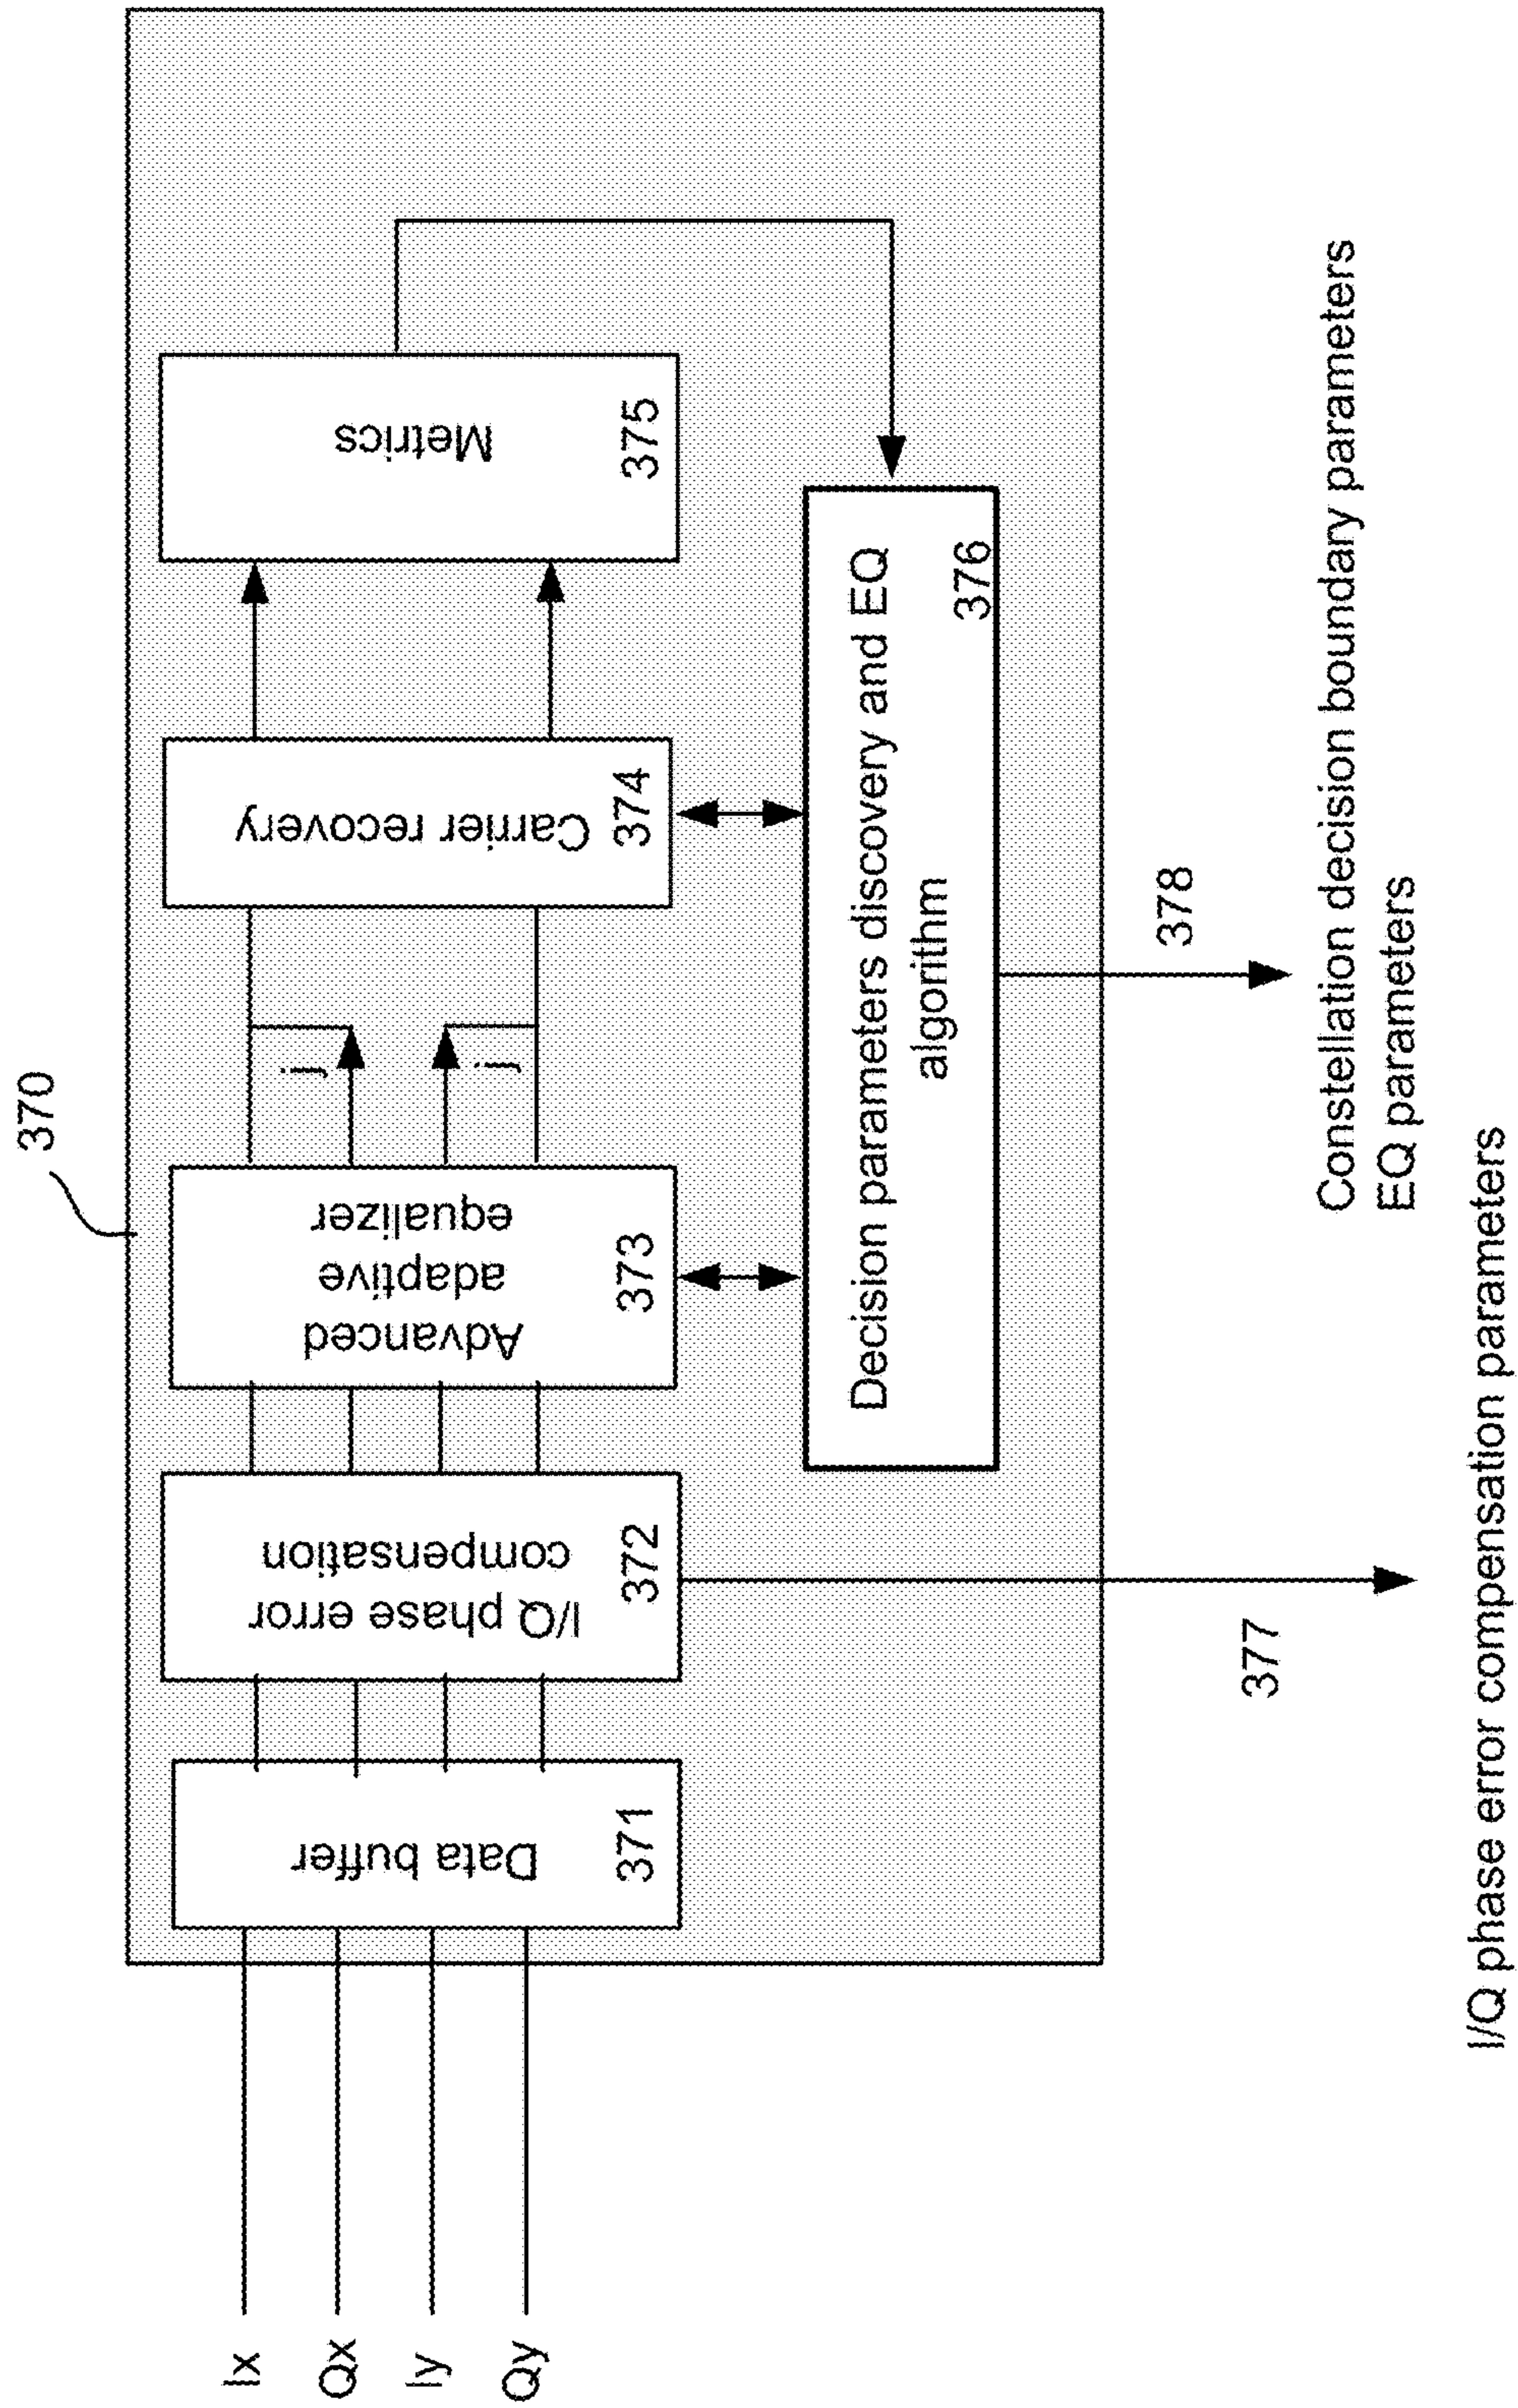 370
Ix
Qx
Iy
Qy
Data buffer
371
I/Q phase error
compensation
372
Advanced
adaptive
equalizer
373
j
j
Carrier recovery
374
Metrics
375
Decision parameters discovery and EQ
algorithm
376
377
378
Constellation decision boundary parameters
EQ parameters
I/Q phase error compensation parameters